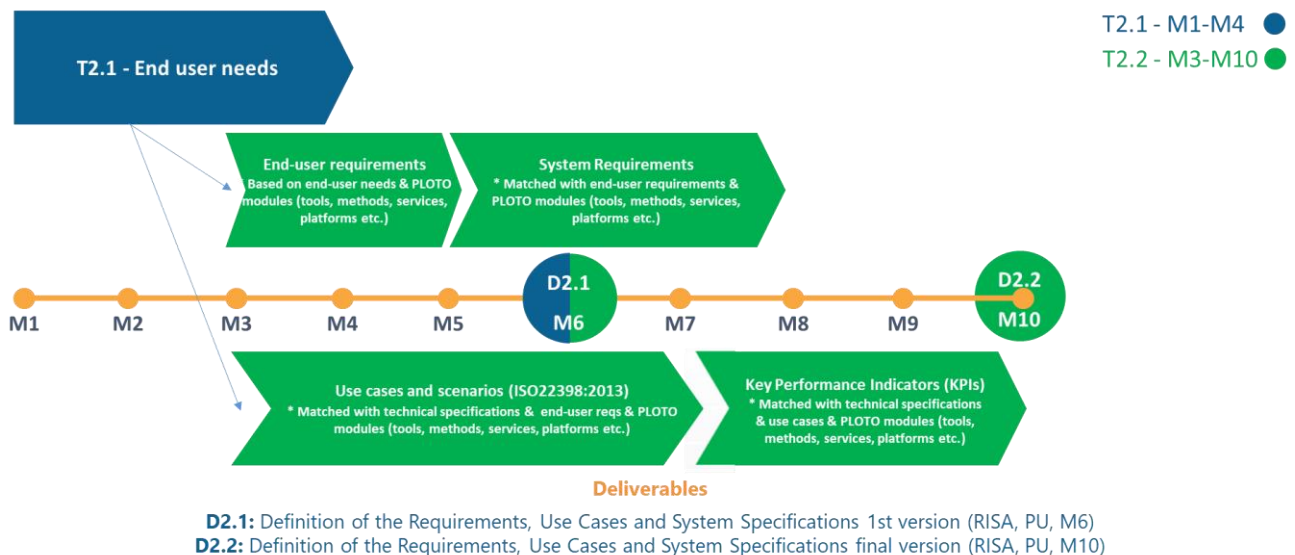 T2.1 - M1-M4
T2.2 - M3-M10
T2.1 - End user needs
End-user requirements
* Based on end-user needs & PLOTO
modules (tools, methods, services,
platforms etc.)
System Requirements
* Matched with end-user requirements &
PLOTO modules (tools, methods, services,
platforms etc.)
D2.1
D2.2
M1
M2
M3
M4
M5
M6
M7
M8
M9
M10
Use cases and scenarios (ISO22398:2013)
* Matched with technical specifications & end-user reqs & PLOTO
modules (tools, methods, services, platforms etc.)
Key Performance Indicators (KPIs)
* Matched with technical specifications
& use cases & PLOTO modules (tools,
methods, services, platforms etc.)
Deliverables
D2.1: Definition of the Requirements, Use Cases and System Specifications 1st version (RISA, PU, M6)
D2.2: Definition of the Requirements, Use Cases and System Specifications final version (RISA, PU, M10)